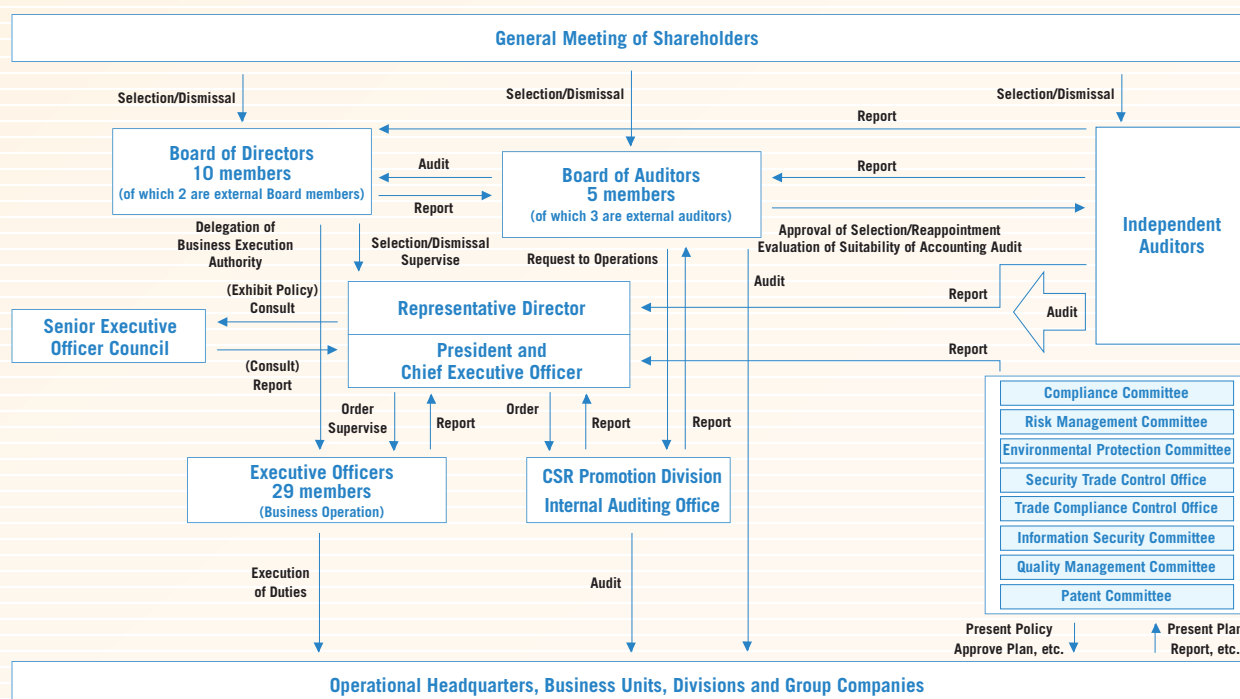 General Meeting of Shareholders
Selection/Dismissal
Selection/Dismissal
Selection/Dismissal
Report
Board of Directors
10 members
(of which 2 are external Board members)
Audit
Report
Board of Auditors
5 members
(of which 3 are external auditors)
Report
Independent
Auditors
Approval of Selection/Reappointment
Evaluation of Suitability of Accounting Audit
Delegation of
Business Execution
Authority
Selection/Dismissal
Supervise
Request to Operations
Audit
(Exhibit Policy)
Consult
Representative Director
Report
Audit
Senior Executive
Officer Council
President and
Chief Executive Officer
Report
(Consult)
Report
Order
Supervise
Report
Order
Report
Report
Compliance Committee
Risk Management Committee
Environmental Protection Committee
Security Trade Control Office
Trade Compliance Control Office
Information Security Committee
Quality Management Committee
Patent Committee
Executive Officers
29 members
(Business Operation)
CSR Promotion Division
Internal Auditing Office
Execution
of Duties
Audit
Present Policy
Approve Plan, etc.
Present Plan
Report, etc.
Operational Headquarters, Business Units, Divisions and Group Companies